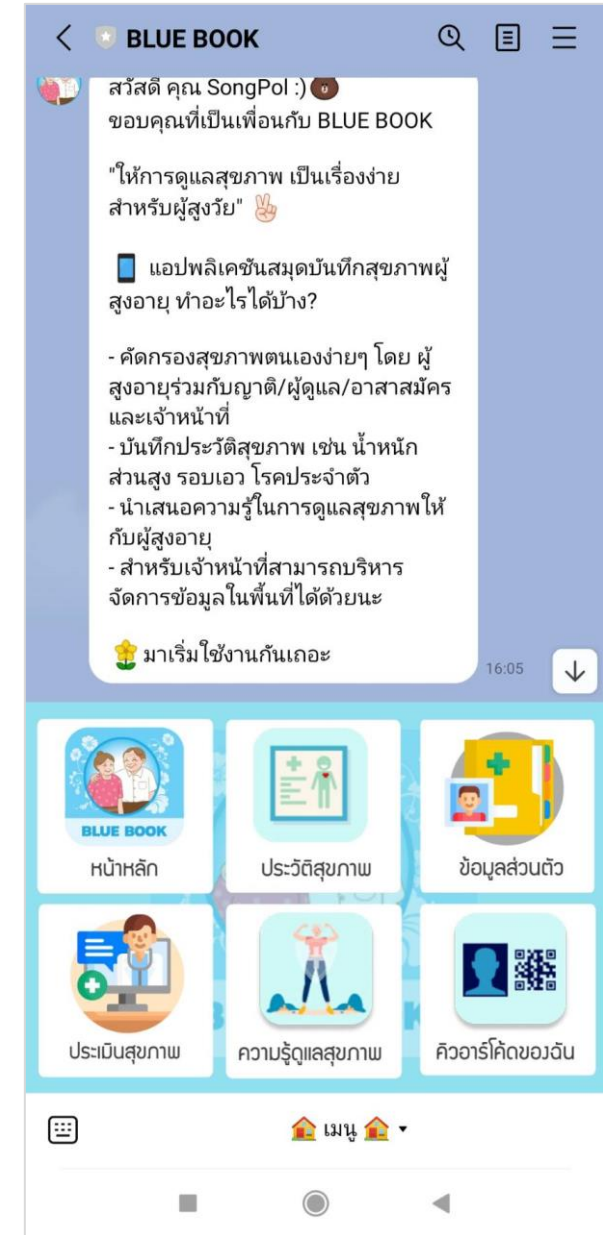 BLUE BOOK
สวัสดี คุณ SongPol :)
ขอบคุณที่เป็นเพื่อนกับ BLUE BOOK
"ให้การดูแลสุขภาพ เป็นเรื่องง่าย
สำหรับผู้สูงวัย"
แอปพลิเคชันสมุดบันทึกสุขภาพผู้
สูงอายุ ทำอะไรได้บ้าง?
- คัดกรองสุขภาพตนเองง่ายๆ โดย ผู้
สูงอายุร่วมกับญาติ/ผู้ดูแล/อาสาสมัคร
และเจ้าหน้าที่
- บันทึกประวัติสุขภาพ เช่น น้ำหนัก
ส่วนสูง รอบเอว โรคประจำตัว
- นำเสนอความรู้ในการดูแลสุขภาพให้
กับผู้สูงอายุ
- สำหรับเจ้าหน้าที่สามารถบริหาร
จัดการข้อมูลในพื้นที่ได้ด้วยนะ
มาเริ่มใช้งานกันเถอะ
16:05
BLUE BOOK
หน้าหลัก
ประวัติสุขภาพ
ข้อมูลส่วนตัว
ประเมินสุขภาพ
ความรู้ดูแลสุขภาพ
คิวอาร์โค้ดของฉัน
เมนู